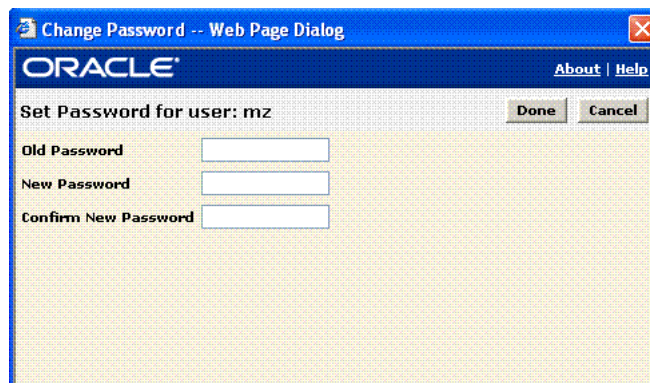 Change Password -- Web Page Dialog
ORACLE®
About | Help
Set Password for user: mz
Done Cancel
Old Password
New Password
Confirm New Password